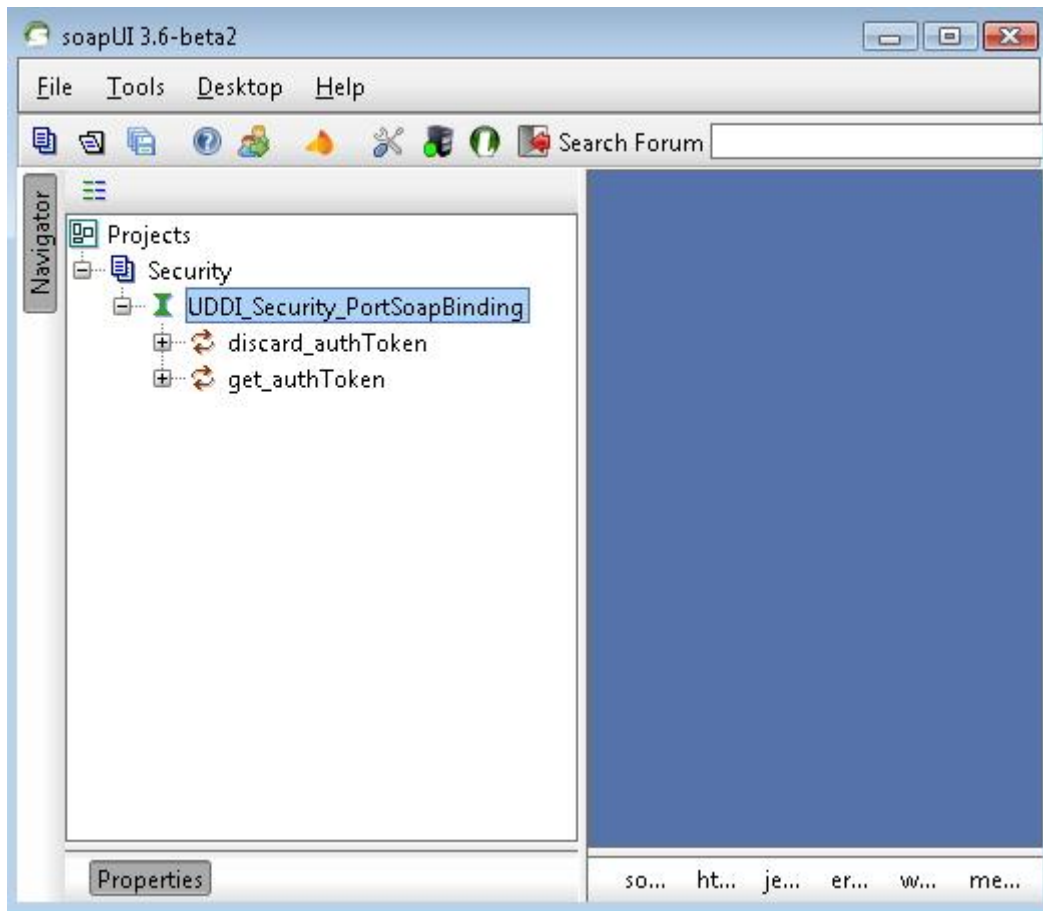 soapUI 3.6-beta2
File Tools Desktop Help
Search Forum
Navigator
Projects
Security
UDDI_Security_PortSoapBinding
discard_authToken
get_authToken
Properties
so... ht... je... er... w... me...